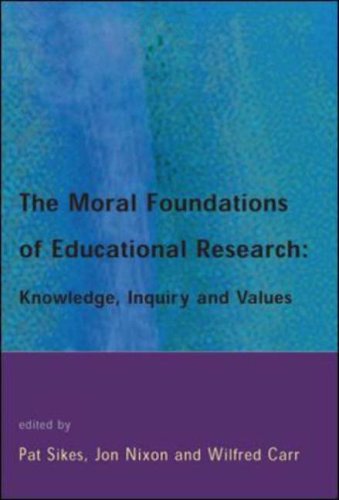 The Moral Foundations
of Educational Research:
Knowledge, Inquiry and Values
edited by
Pat Sikes, Jon Nixon and Wilfred Carr